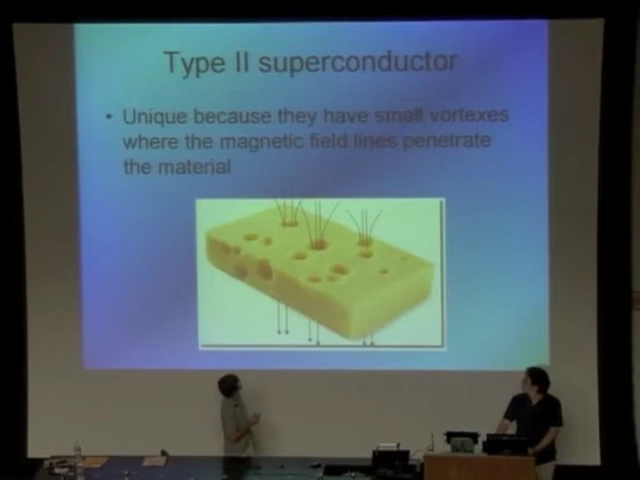 Type II superconductor
• Unique because they have small vortexes
where the magnetic field lines penetrate
the material